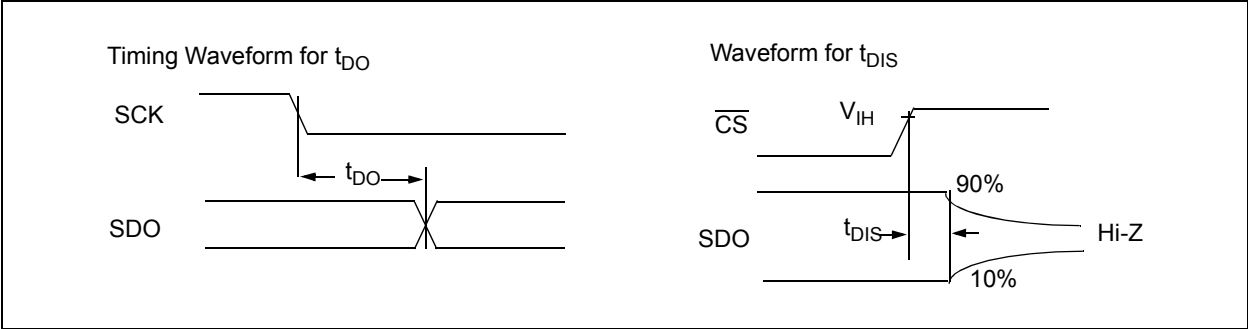 Timing Waveform for tDO
SCK
tDO
SDO
Waveform for tDIS
CS
VIH
90%
SDO
tDIS
Hi-Z
10%